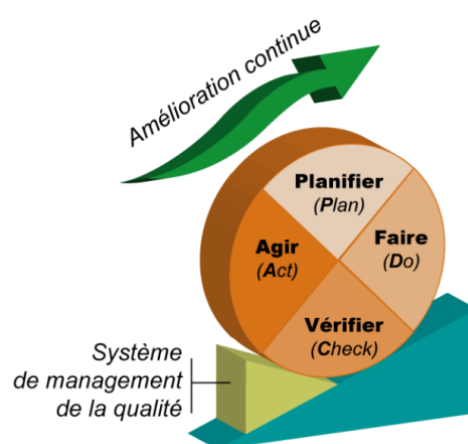 Amélioration continue
Planifier
(Plan)
Agir
(Act)
Faire
(Do)
Vérifier
(Check)
Système
de management
de la qualité